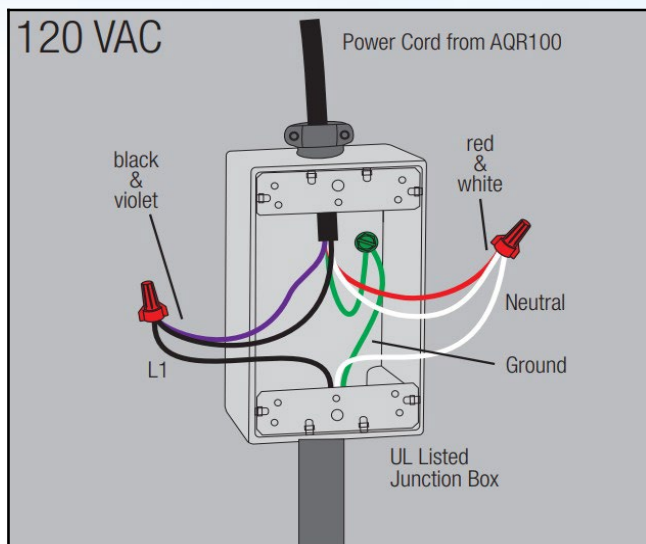 120 VAC
Power Cord from AQR100
black
&
violet
red
&
white
Neutral
L1
Ground
UL Listed
Junction Box